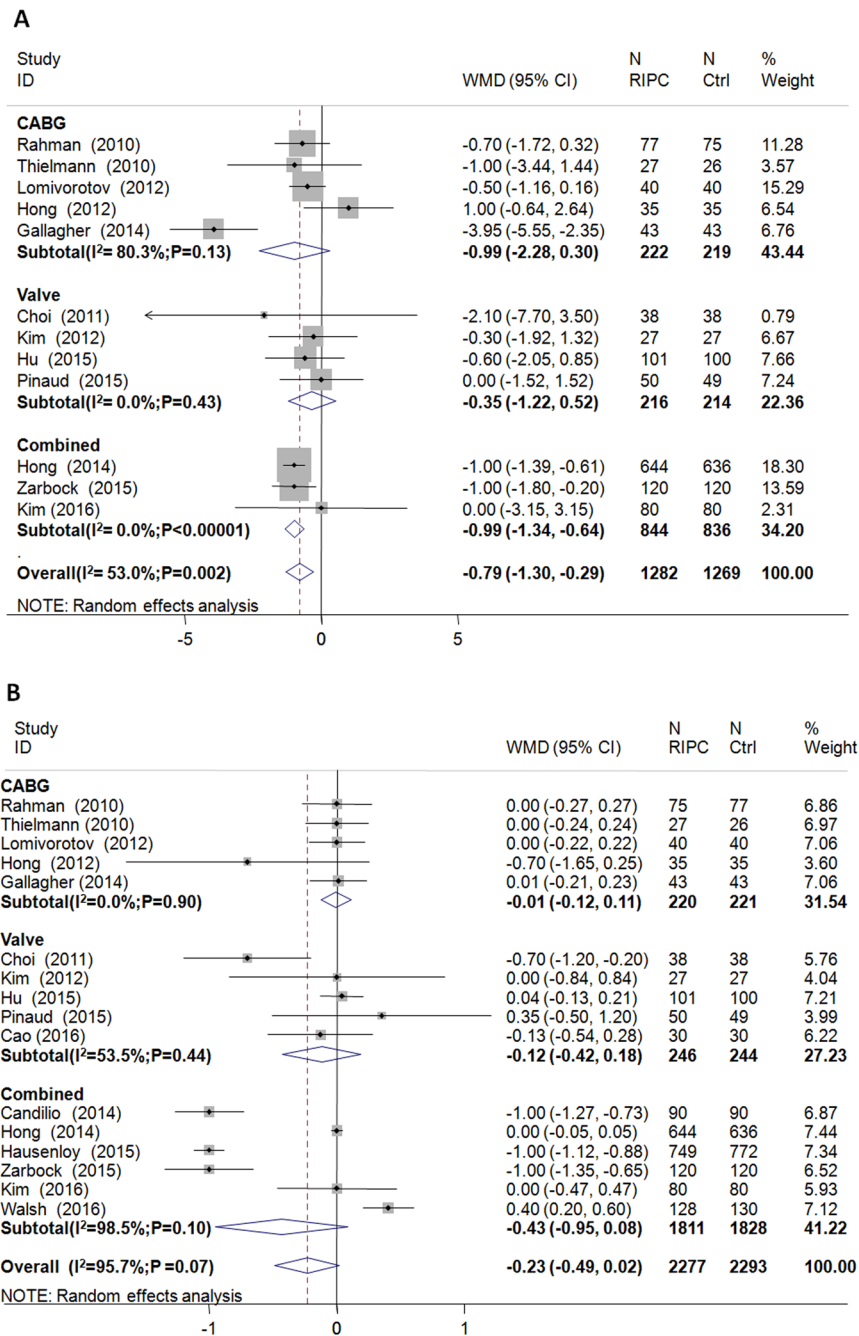 A
Study N N %
ID WMD (95% CI) RIPC Ctrl Weight
CABG
Rahman (2010) -0.70 (-1.72, 0.32) 77 75 11.28
Thielmann (2010) -1.00 (-3.44, 1.44) 27 26 3.57
Lomivorotov (2012) -0.50 (-1.16, 0.16) 40 40 15.29
Hong (2012) 1.00 (-0.64, 2.64) 35 35 6.54
Gallagher (2014) -3.95 (-5.55, -2.35) 43 43 6.76
Subtotal(I²= 80.3%;P=0.13) -0.99 (-2.28, 0.30) 222 219 43.44
Valve
Choi (2011) -2.10 (-7.70, 3.50) 38 38 0.79
Kim (2012) -0.30 (-1.92, 1.32) 27 27 6.67
Hu (2015) -0.60 (-2.05, 0.85) 101 100 7.66
Pinaud (2015) 0.00 (-1.52, 1.52) 50 49 7.24
Subtotal(I²= 0.0%;P=0.43) -0.35 (-1.22, 0.52) 216 214 22.36
Combined
Hong (2014) -1.00 (-1.39, -0.61) 644 636 18.30
Zarbock (2015) -1.00 (-1.80, -0.20) 120 120 13.59
Kim (2016) 0.00 (-3.15, 3.15) 80 80 2.31
Subtotal(I²= 0.0%;P<0.00001) -0.99 (-1.34, -0.64) 844 836 34.20
.
Overall(I²= 53.0%;P=0.002) -0.79 (-1.30, -0.29) 1282 1269 100.00
NOTE: Random effects analysis
-5 0 5
B
Study N N %
ID WMD (95% CI) RIPC Ctrl Weight
CABG
Rahman (2010) 0.00 (-0.27, 0.27) 75 77 6.86
Thielmann (2010) 0.00 (-0.24, 0.24) 27 26 6.97
Lomivorotov (2012) 0.00 (-0.22, 0.22) 40 40 7.06
Hong (2012) -0.70 (-1.65, 0.25) 35 35 3.60
Gallagher (2014) 0.01 (-0.21, 0.23) 43 43 7.06
Subtotal(I²=0.0%;P=0.90) -0.01 (-0.12, 0.11) 220 221 31.54
Valve
Choi (2011) -0.70 (-1.20, -0.20) 38 38 5.76
Kim (2012) 0.00 (-0.84, 0.84) 27 27 4.04
Hu (2015) 0.04 (-0.13, 0.21) 101 100 7.21
Pinaud (2015) 0.35 (-0.50, 1.20) 50 49 3.99
Cao (2016) -0.13 (-0.54, 0.28) 30 30 6.22
Subtotal(I²=53.5%;P=0.44) -0.12 (-0.42, 0.18) 246 244 27.23
Combined
Candilio (2014) -1.00 (-1.27, -0.73) 90 90 6.87
Hong (2014) 0.00 (-0.05, 0.05) 644 636 7.44
Hausenloy (2015) -1.00 (-1.12, -0.88) 749 772 7.34
Zarbock (2015) -1.00 (-1.35, -0.65) 120 120 6.52
Kim (2016) 0.00 (-0.47, 0.47) 80 80 5.93
Walsh (2016) 0.40 (0.20, 0.60) 128 130 7.12
Subtotal(I²=98.5%;P=0.10) -0.43 (-0.95, 0.08) 1811 1828 41.22
Overall (I²=95.7%;P =0.07) -0.23 (-0.49, 0.02) 2277 2293 100.00
NOTE: Random effects analysis
-1 0 1